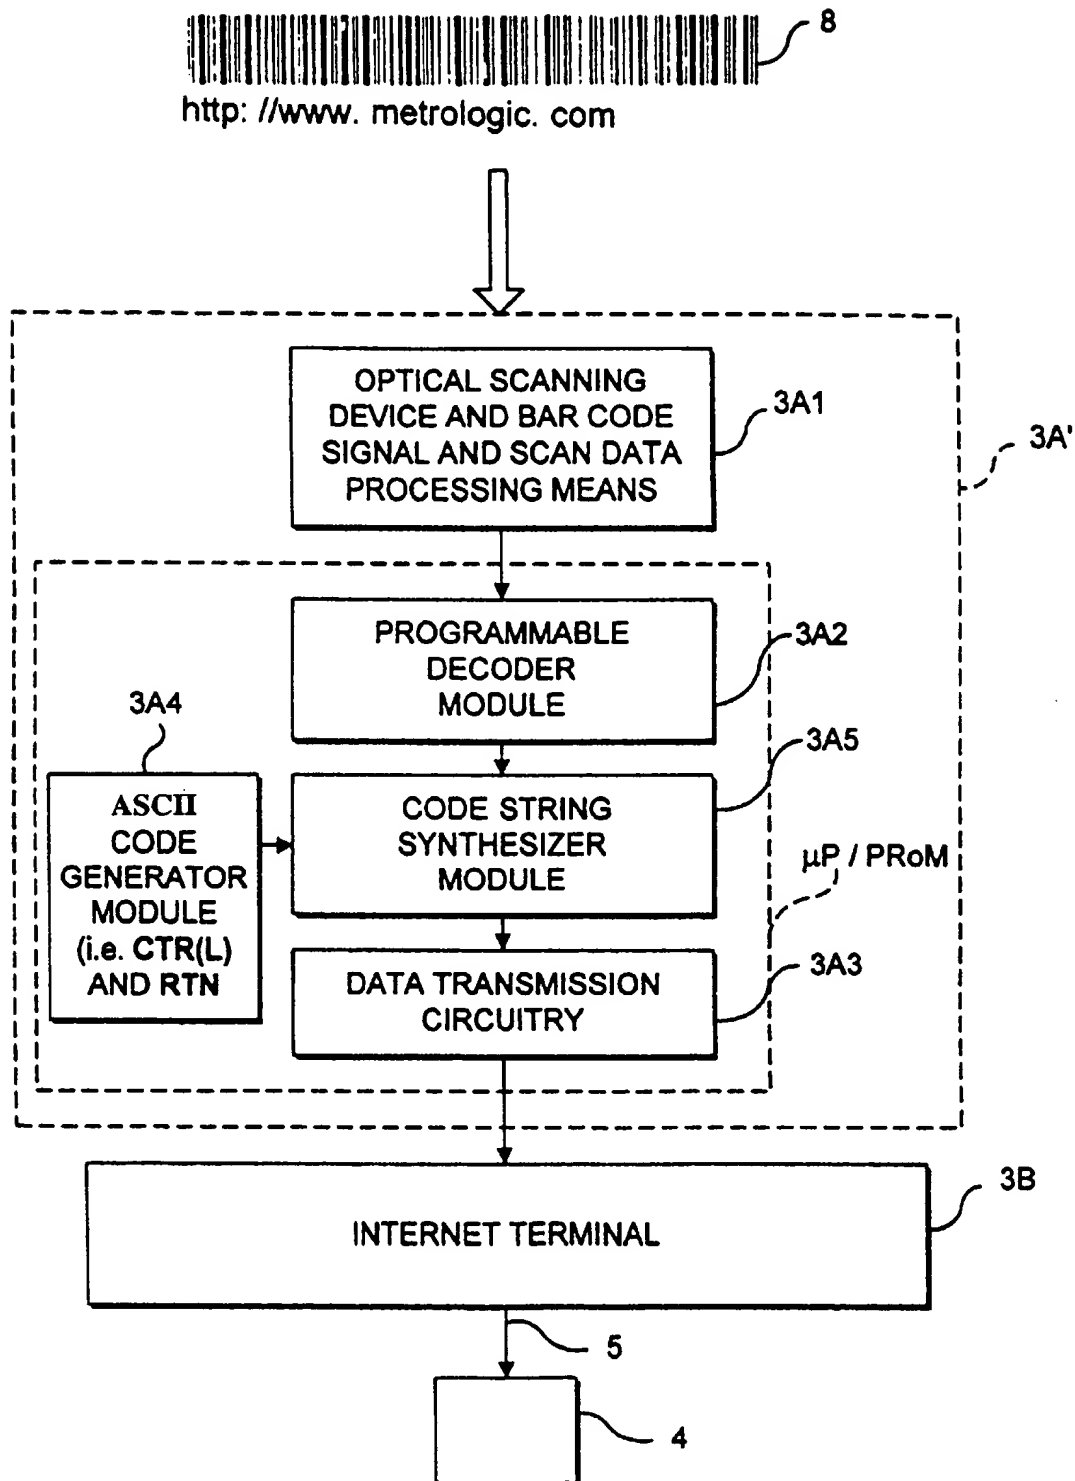 8
http: //www. metrologic. com
OPTICAL SCANNING
DEVICE AND BAR CODE
SIGNAL AND SCAN DATA
PROCESSING MEANS
3A1
3A'
PROGRAMMABLE
DECODER
MODULE
3A2
3A4
ASCII
CODE
GENERATOR
MODULE
(i.e. CTR(L)
AND RTN
CODE STRING
SYNTHESIZER
MODULE
3A5
µP / PRoM
DATA TRANSMISSION
CIRCUITRY
3A3
INTERNET TERMINAL
3B
5
4